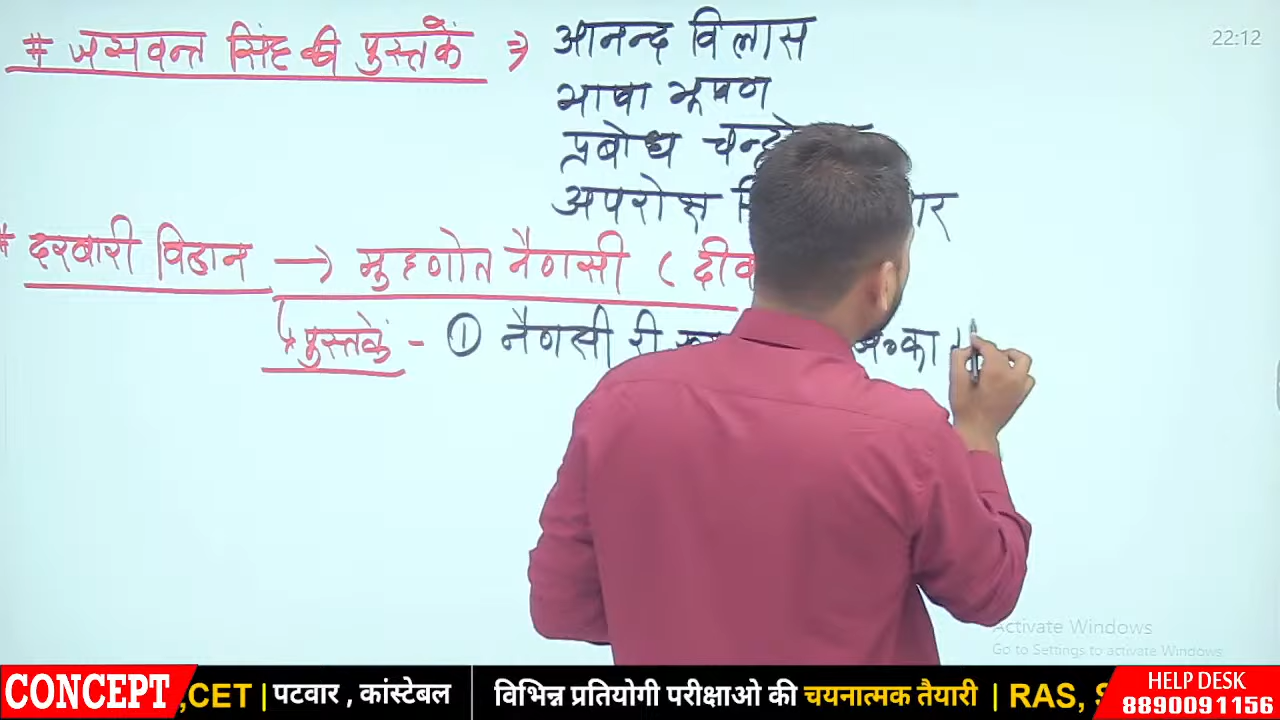 # जसवन्त सिंह की पुस्तकें ⇒ आनन्द विलास
22:12
भाषा भूषण
प्रबोध
अपरोक्ष
# दरबारी विद्वान → मुहणोत नैणसी (
↳ पुस्तकें - ① नैणसी री
Activate Windows
Go to Settings to activate Windows.
CONCEPT
,CET | पटवार , कांस्टेबल
विभिन्न प्रतियोगी परीक्षाओ की चयनात्मक तैयारी | RAS,
HELP DESK
8890091156